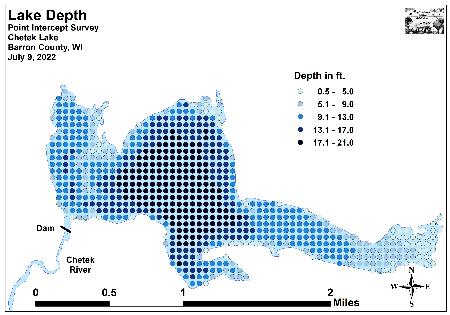 Lake Depth
Point Intercept Survey
Chetek Lake
Barron County, WI
July 9, 2022
Depth in ft.
0.5 - 5.0
5.1 - 9.0
9.1 - 13.0
13.1 - 17.0
17.1 - 21.0
Dam
Chetek
River
N
W E
S
0 0.5 1 2
Miles